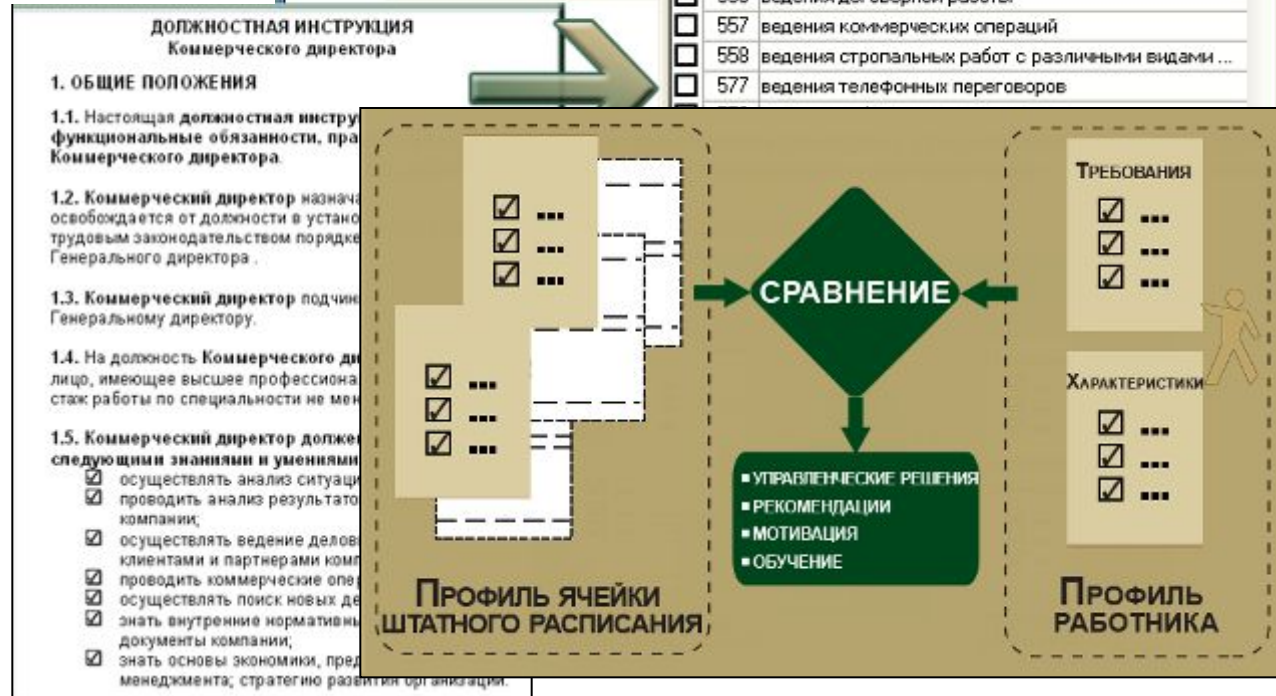 ДОЛЖНОСТНАЯ ИНСТРУКЦИЯ
Коммерческого директора
1. ОБЩИЕ ПОЛОЖЕНИЯ
1.1. Настоящая должностная инстру
функциональные обязанности, пра
Коммерческого директора.
1.2. Коммерческий директор назнача
освобождается от должности в устано
трудовым законодательством порядке
Генерального директора .
1.3. Коммерческий директор подчин
Генеральному директору.
1.4. На должность Коммерческого ди
лицо, имеющее высшее профессиона
стаж работы по специальности не мен
1.5. Коммерческий директор должен
следующими знаниями и умениями
осуществлять анализ ситуаци
проводить анализ результато
компании;
осуществлять ведение делов
клиентами и партнерами комп
проводить коммерческие опер
осуществлять поиск новых де
знать внутренние нормативны
документы компании;
знать основы экономики, пред
менеджмента; стратегию развития организации.
ведения договорной работы
557 ведения коммерческих операций
558 ведения стропальных работ с различными видами ...
577 ведения телефонных переговоров
...
...
...
...
...
...
ПРОФИЛЬ ЯЧЕЙКИ
ШТАТНОГО РАСПИСАНИЯ
СРАВНЕНИЕ
▪ УПРАВЛЕНЧЕСКИЕ РЕШЕНИЯ
▪ РЕКОМЕНДАЦИИ
▪ МОТИВАЦИЯ
▪ ОБУЧЕНИЕ
ТРЕБОВАНИЯ
...
...
...
ХАРАКТЕРИСТИКИ
...
...
...
ПРОФИЛЬ
РАБОТНИКА